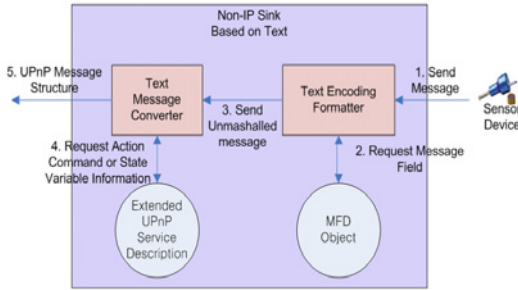 Non-IP Sink
Based on Text
5. UPnP Message
Structure
Text
Message
Converter
3. Send
Unmashalled
message
Text Encoding
Formatter
1. Send
Message
Sensor
Device
4. Request Action
Command or State
Variable Information
2. Request Message
Field
Extended
UPnP
Service
Description
MFD
Object